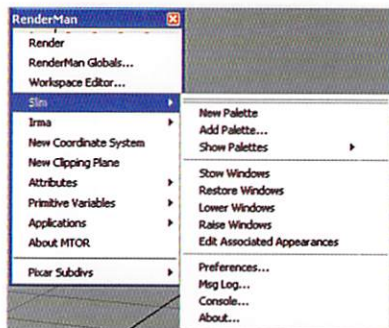 RenderMan
Render
RenderMan Globals...
Workspace Editor...
Slim
Irma
New Coordinate System
New Clipping Plane
Attributes
Primitive Variables
Applications
About MTOR
Pixar Subdivs
New Palette
Add Palette...
Show Palettes
Stow Windows
Restore Windows
Lower Windows
Raise Windows
Edit Associated Appearances
Preferences...
Msg Log...
Console...
About...